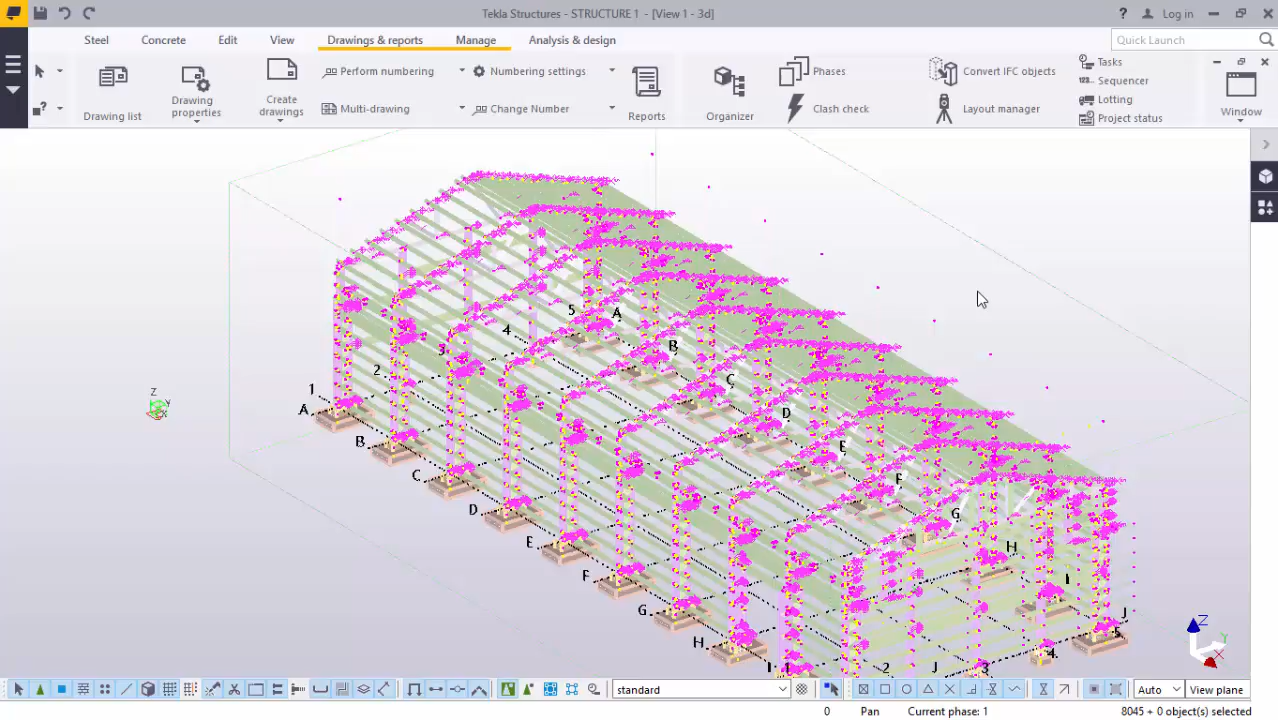 Tekla Structures - STRUCTURE 1 - [View 1 - 3d]
? Log in
Steel Concrete Edit View Drawings & reports Manage Analysis & design Quick Launch
Drawing list
Drawing properties
Create drawings
Perform numbering
Multi-drawing
Numbering settings
Change Number
Reports
Organizer
Phases
Clash check
Convert IFC objects
Layout manager
Tasks
Sequencer
Lotting
Project status
Window
5 A
4
B
3
C
2
1
D
A
E
B
F
C
G
D
H
E
I
F
J
G
5
H
4
I 1 2 J 3
Z
Y
X
Z
Y
X
standard
Auto
View plane
0 Pan Current phase: 1 8045 + 0 object(s) selected